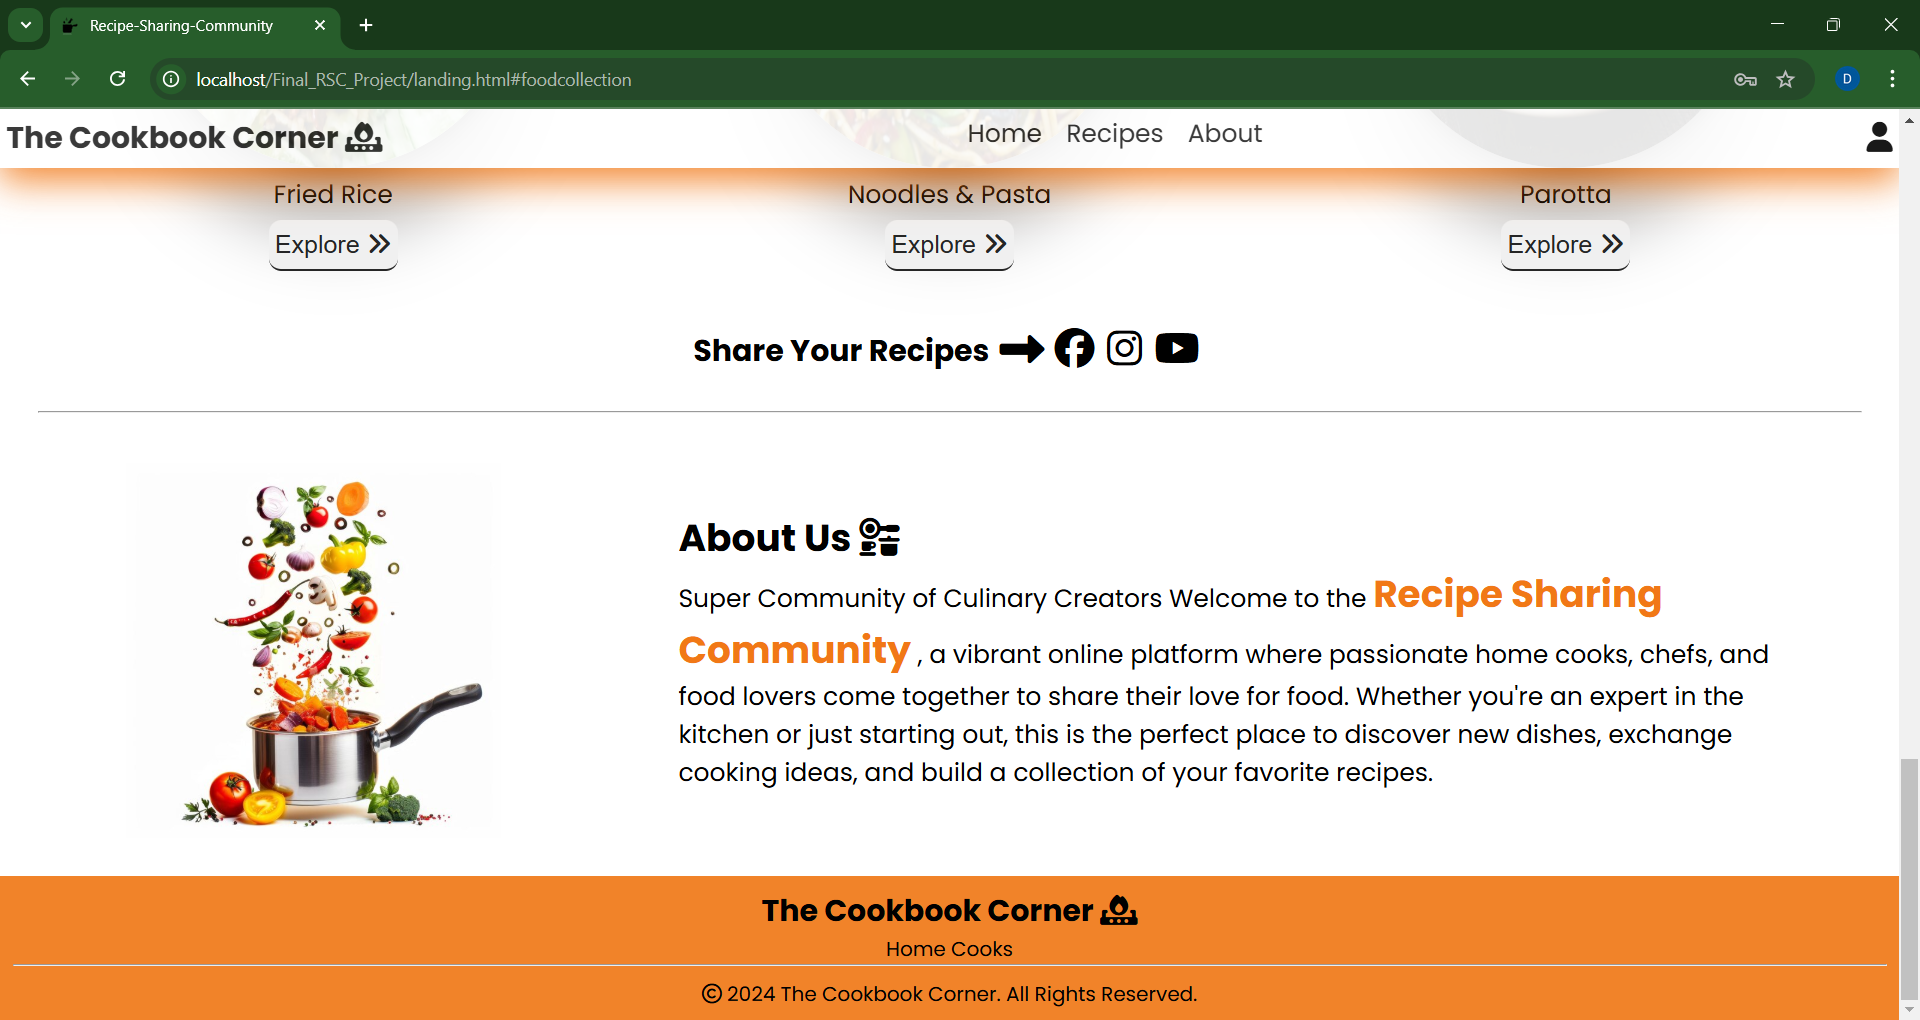 Recipe-Sharing-Community
localhost/Final_RSC_Project/landing.html#foodcollection
D
The Cookbook Corner
Home Recipes About
Fried Rice Noodles & Pasta Parotta
Explore Explore Explore
Share Your Recipes
About Us
Super Community of Culinary Creators Welcome to the Recipe Sharing
Community , a vibrant online platform where passionate home cooks, chefs, and
food lovers come together to share their love for food. Whether you're an expert in the
kitchen or just starting out, this is the perfect place to discover new dishes, exchange
cooking ideas, and build a collection of your favorite recipes.
The Cookbook Corner
Home Cooks
© 2024 The Cookbook Corner. All Rights Reserved.